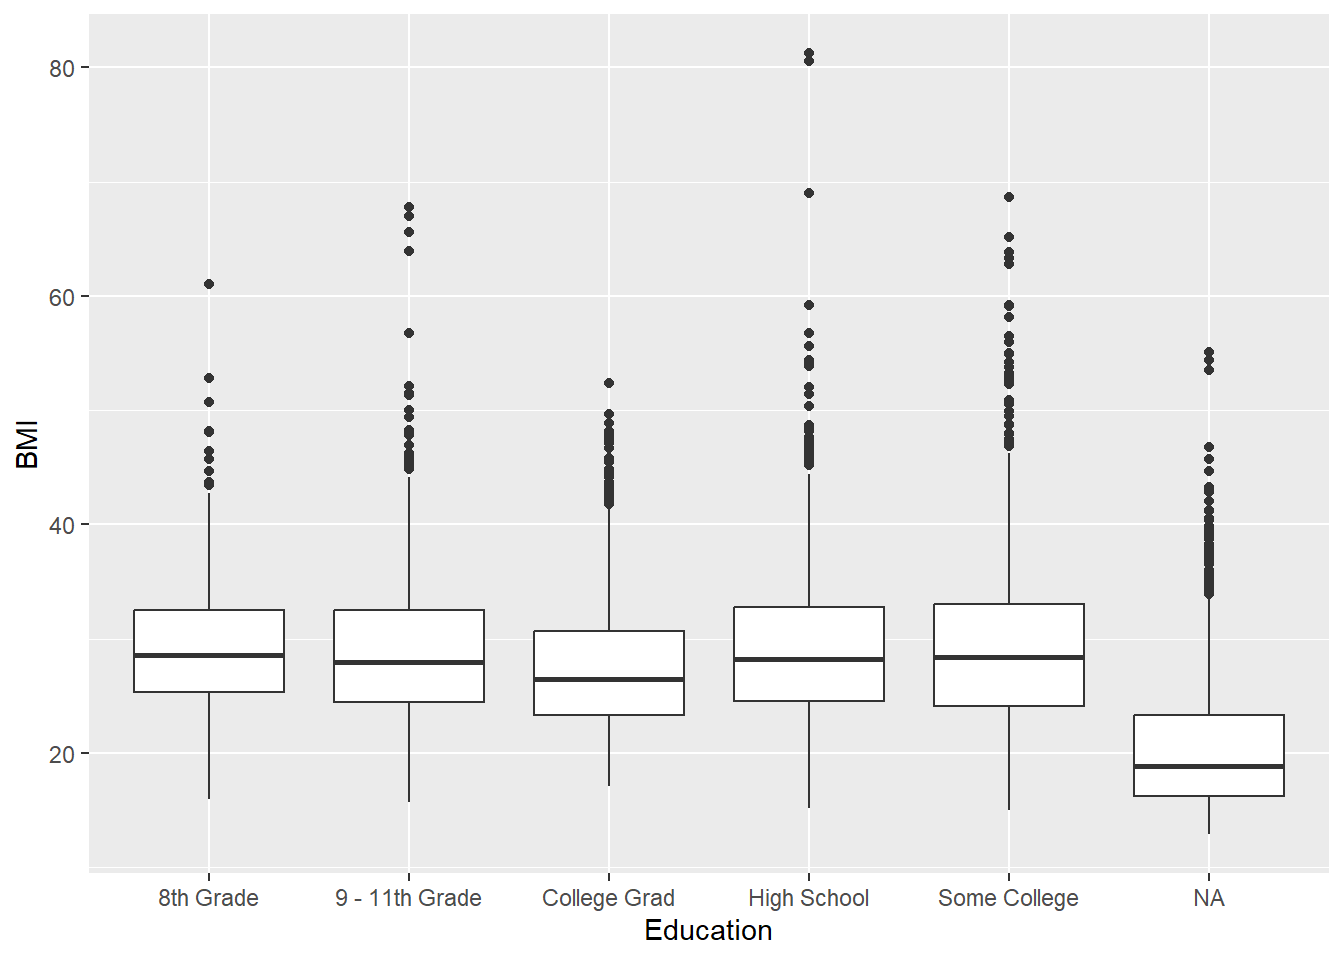 80
60
40
20
BMI
8th Grade
9 - 11th Grade
College Grad
High School
Some College
NA
Education